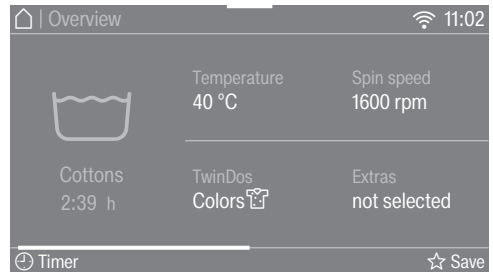 | Overview 11:02
Temperature Spin speed
40 °C 1600 rpm
Cottons TwinDos Extras
2:39 h Colors not selected
Timer Save